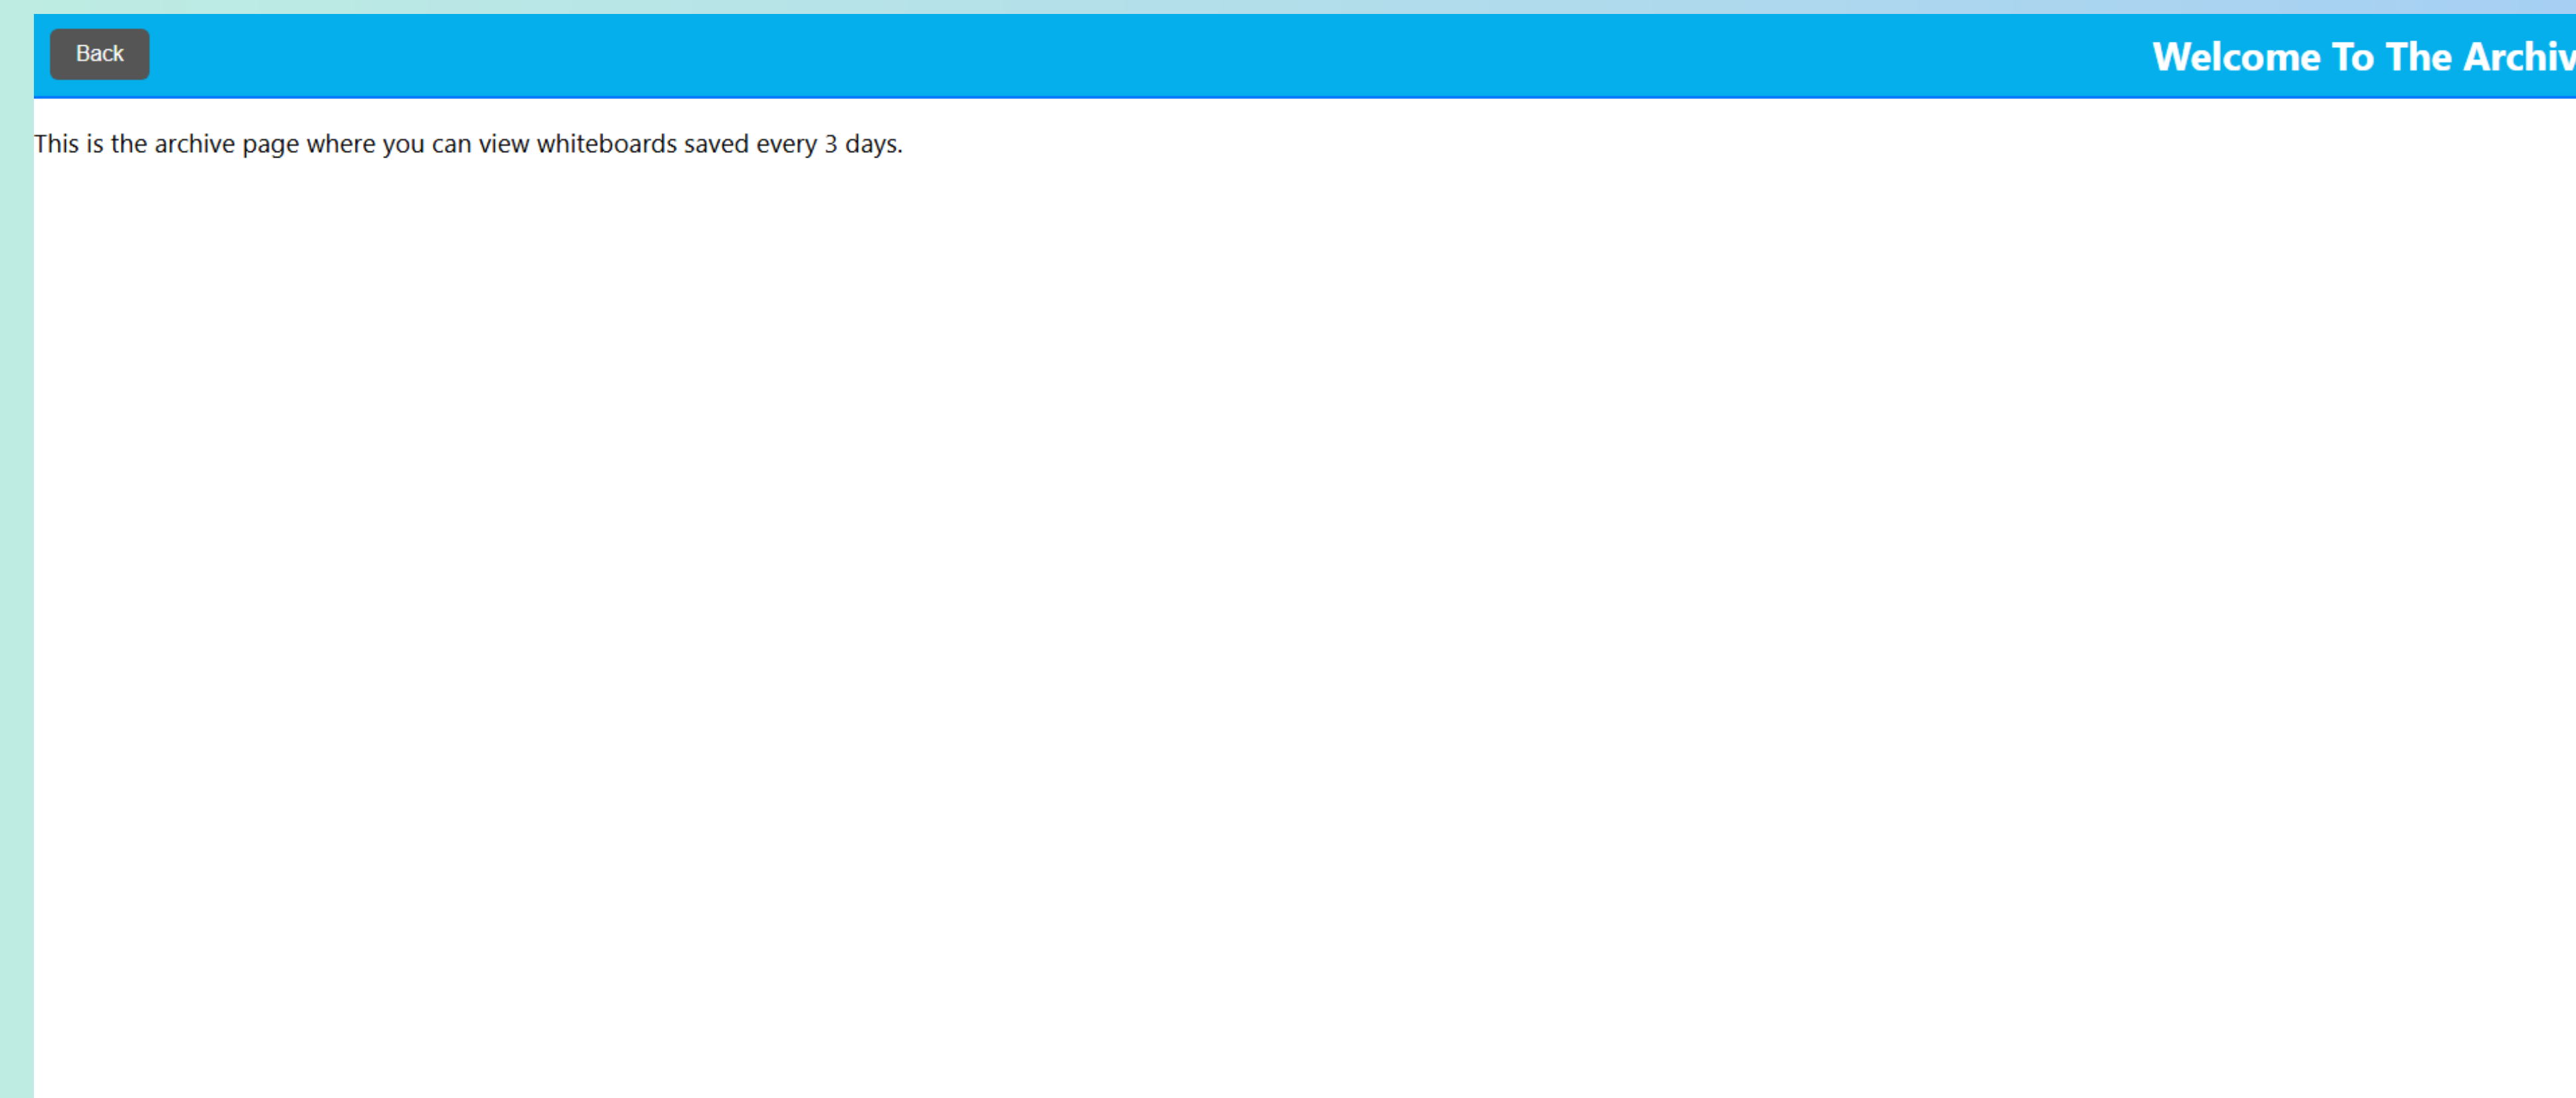 Back
Welcome To The Archiv
This is the archive page where you can view whiteboards saved every 3 days.